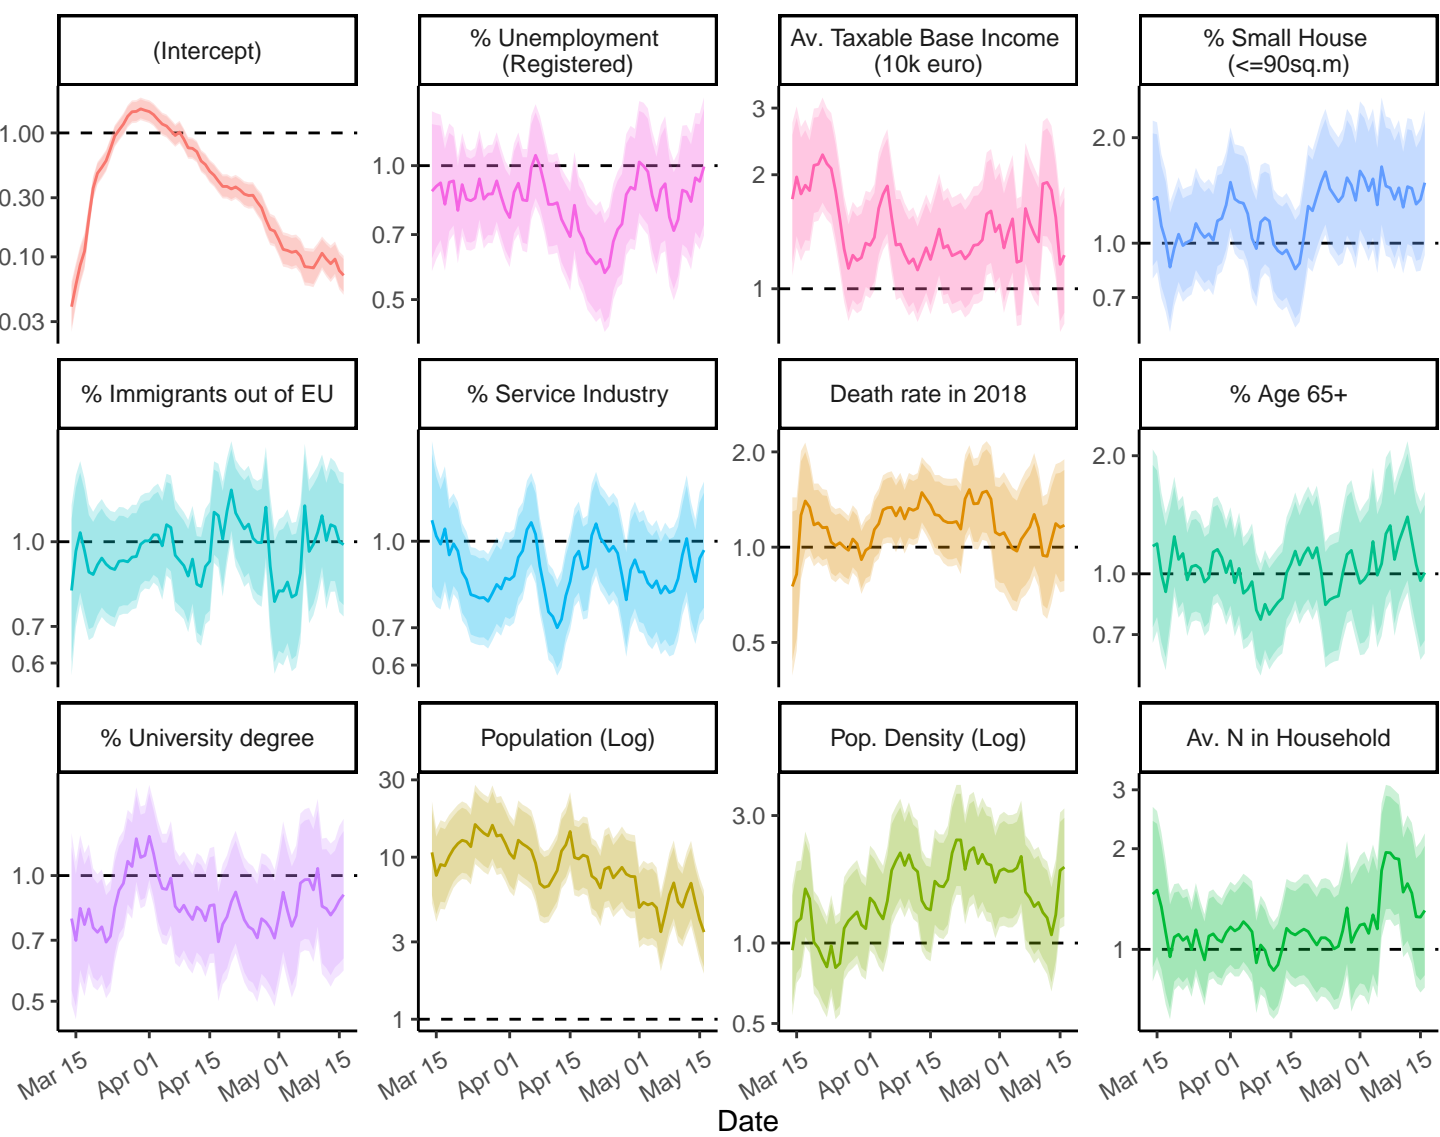 (Intercept)
% Unemployment
(Registered)
Av. Taxable Base Income
(10k euro)
% Small House
(<=90sq.m)
1.00
0.30
0.10
0.03
1.0
0.7
0.5
3
2
1
2.0
1.0
0.7
% Immigrants out of EU
% Service Industry
Death rate in 2018
% Age 65+
1.0
0.7
0.6
1.0
0.7
0.6
2.0
1.0
0.5
2.0
1.0
0.7
% University degree
Population (Log)
Pop. Density (Log)
Av. N in Household
1.0
0.7
0.5
30
10
3
1
3.0
1.0
0.5
3
2
1
Mar 15 Apr 01 Apr 15 May 01 May 15
Mar 15 Apr 01 Apr 15 May 01 May 15
Mar 15 Apr 01 Apr 15 May 01 May 15
Mar 15 Apr 01 Apr 15 May 01 May 15
Date